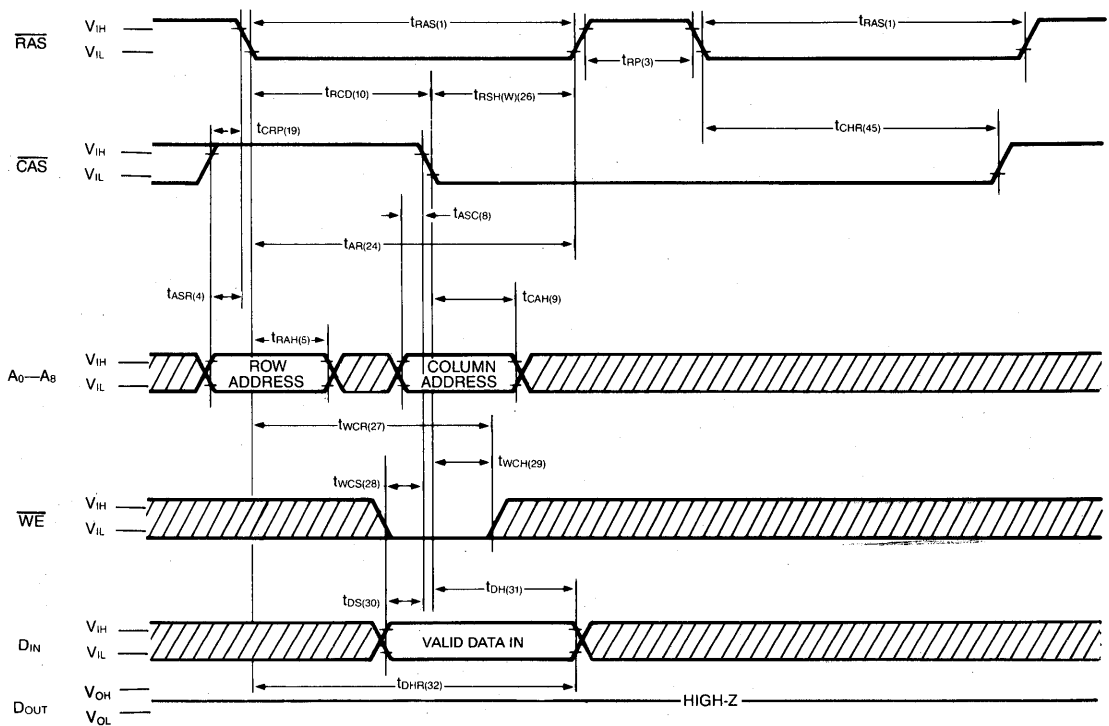 RAS VIH VIL tRAS(1) tRAS(1)
tRP(3)
tRCD(10) tRSH(W)(26)
tCRP(19) tCHR(45)
CAS VIH VIL
tASC(8)
tAR(24)
tASR(4) tCAH(9)
tRAH(5)
A0—A8 VIH VIL ROW ADDRESS COLUMN ADDRESS
tWCR(27)
tWCH(29)
tWCS(28)
WE VIH VIL
tDH(31)
tDS(30)
DIN VIH VIL VALID DATA IN
tDHR(32)
DOUT VOH VOL HIGH-Z